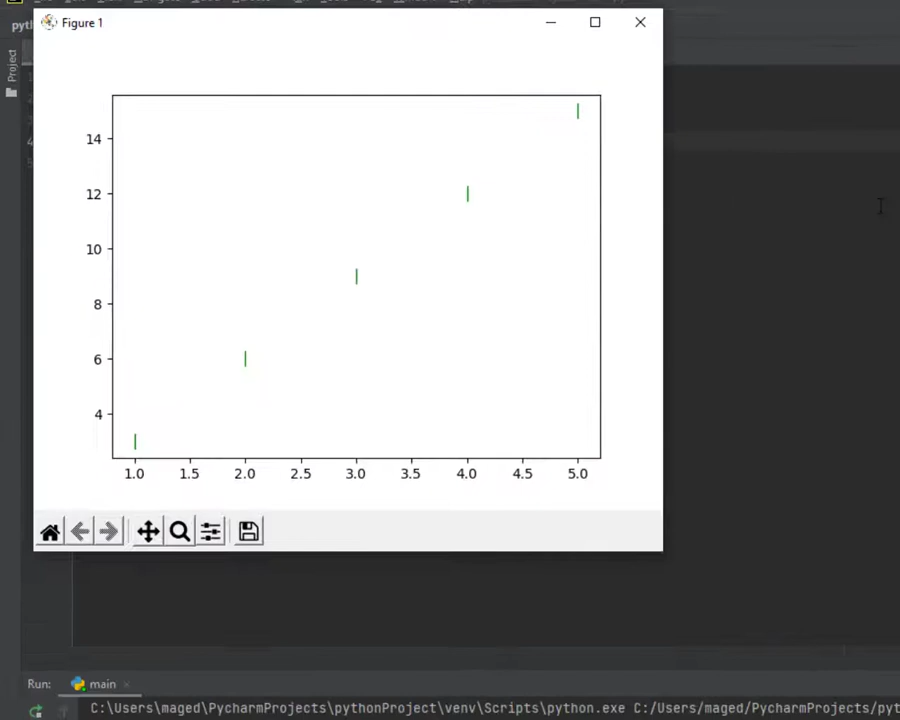 Figure 1
Project
14
12
10
8
6
4
1.0 1.5 2.0 2.5 3.0 3.5 4.0 4.5 5.0
Run: main
C:\Users\maged\PycharmProjects\pythonProject\venv\Scripts\python.exe C:/Users/maged/PycharmProjects/pyt